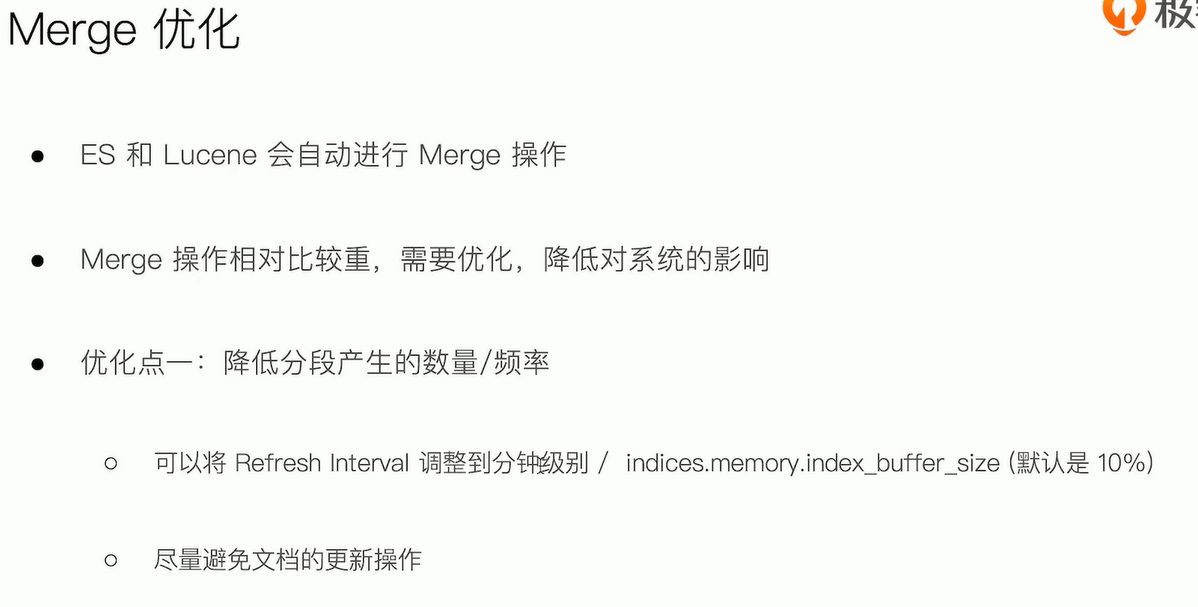 Merge 优化
极
ES 和 Lucene 会自动进行 Merge 操作
Merge 操作相对比较重，需要优化，降低对系统的影响
优化点一：降低分段产生的数量/频率
可以将 Refresh Interval 调整到分钟级别 / indices.memory.index_buffer_size (默认是 10%)
尽量避免文档的更新操作